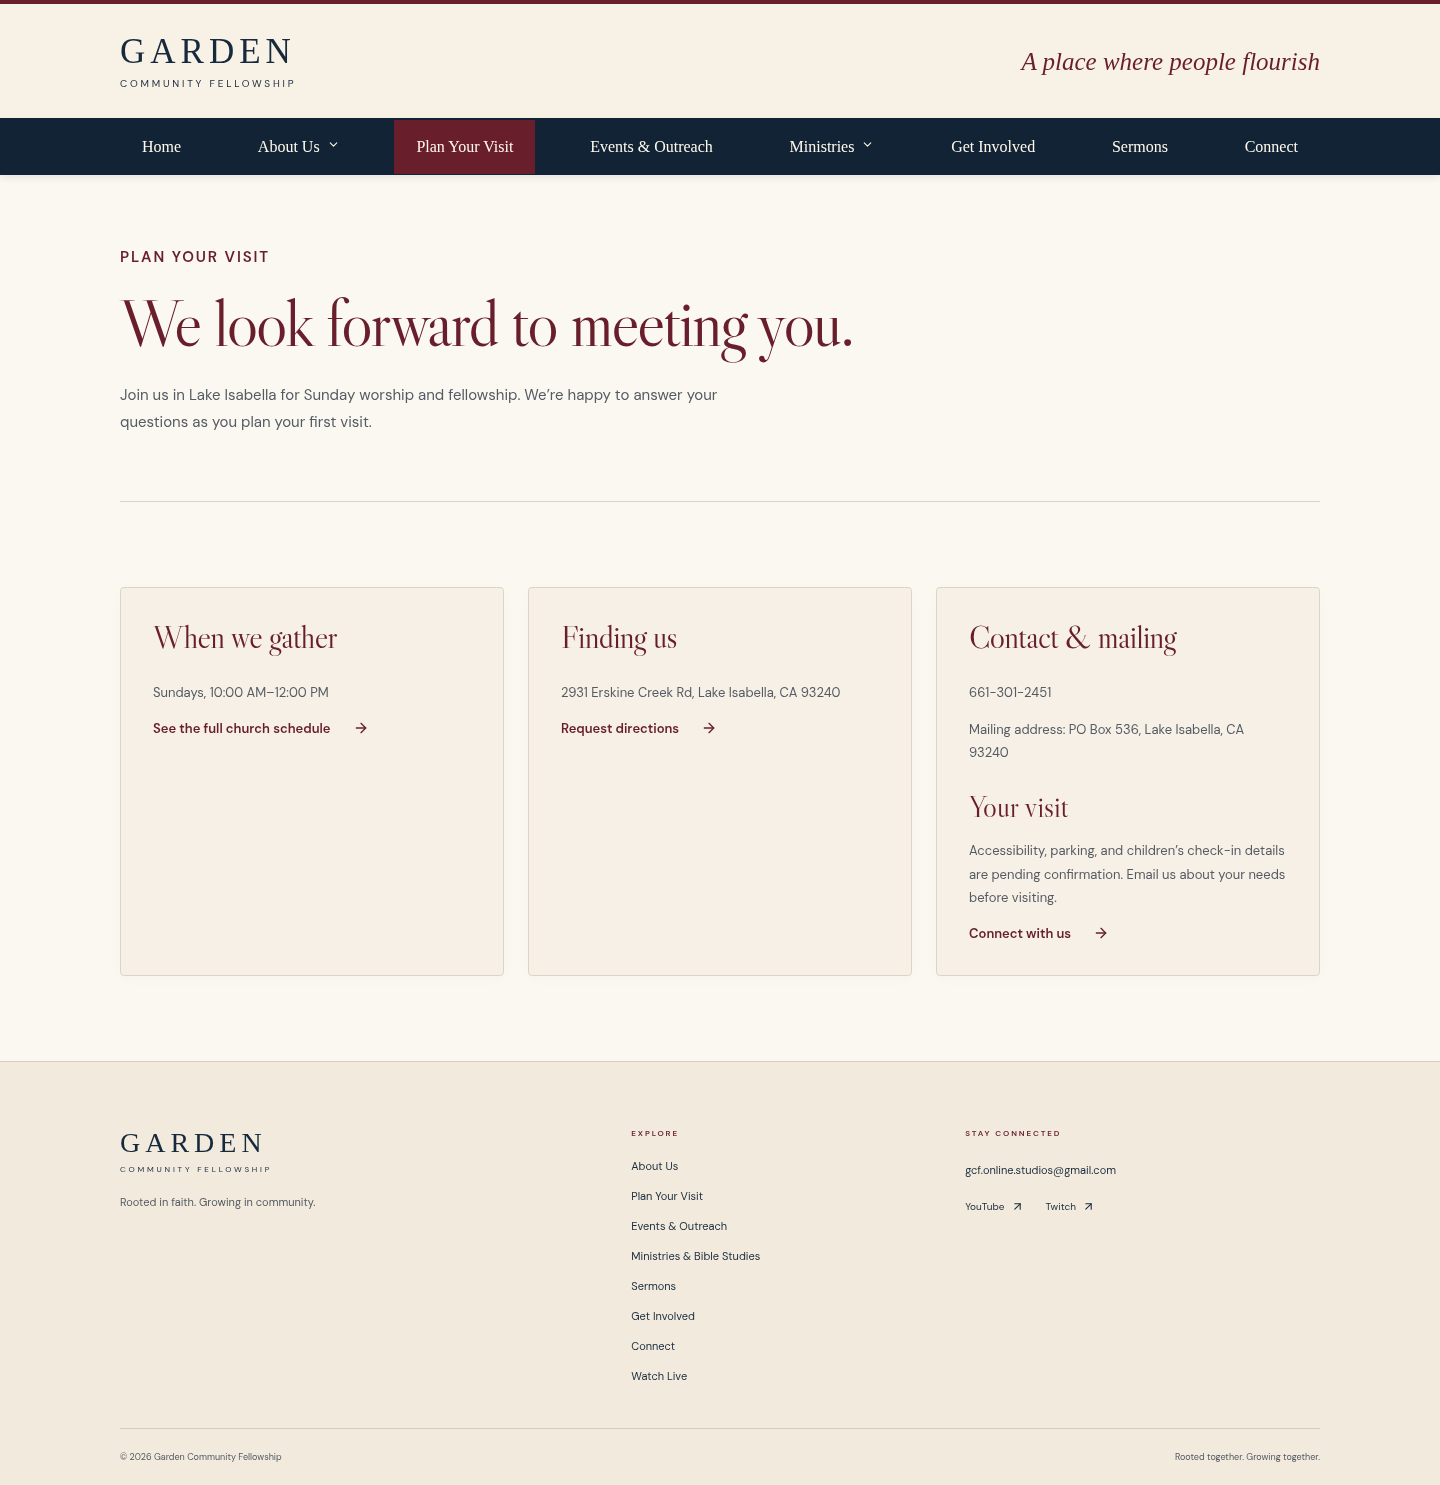 GARDEN
COMMUNITY FELLOWSHIP
A place where people flourish
Home
About Us
Plan Your Visit
Events & Outreach
Ministries
Get Involved
Sermons
Connect
PLAN YOUR VISIT
We look forward to meeting you.
Join us in Lake Isabella for Sunday worship and fellowship. We’re happy to answer your
questions as you plan your first visit.
When we gather
Sundays, 10:00 AM–12:00 PM
See the full church schedule
Finding us
2931 Erskine Creek Rd, Lake Isabella, CA 93240
Request directions
Contact & mailing
661-301-2451
Mailing address: PO Box 536, Lake Isabella, CA
93240
Your visit
Accessibility, parking, and children’s check-in details
are pending confirmation. Email us about your needs
before visiting.
Connect with us
GARDEN
COMMUNITY FELLOWSHIP
Rooted in faith. Growing in community.
EXPLORE
About Us
Plan Your Visit
Events & Outreach
Ministries & Bible Studies
Sermons
Get Involved
Connect
Watch Live
STAY CONNECTED
gcf.online.studios@gmail.com
YouTube
Twitch
© 2026 Garden Community Fellowship
Rooted together. Growing together.